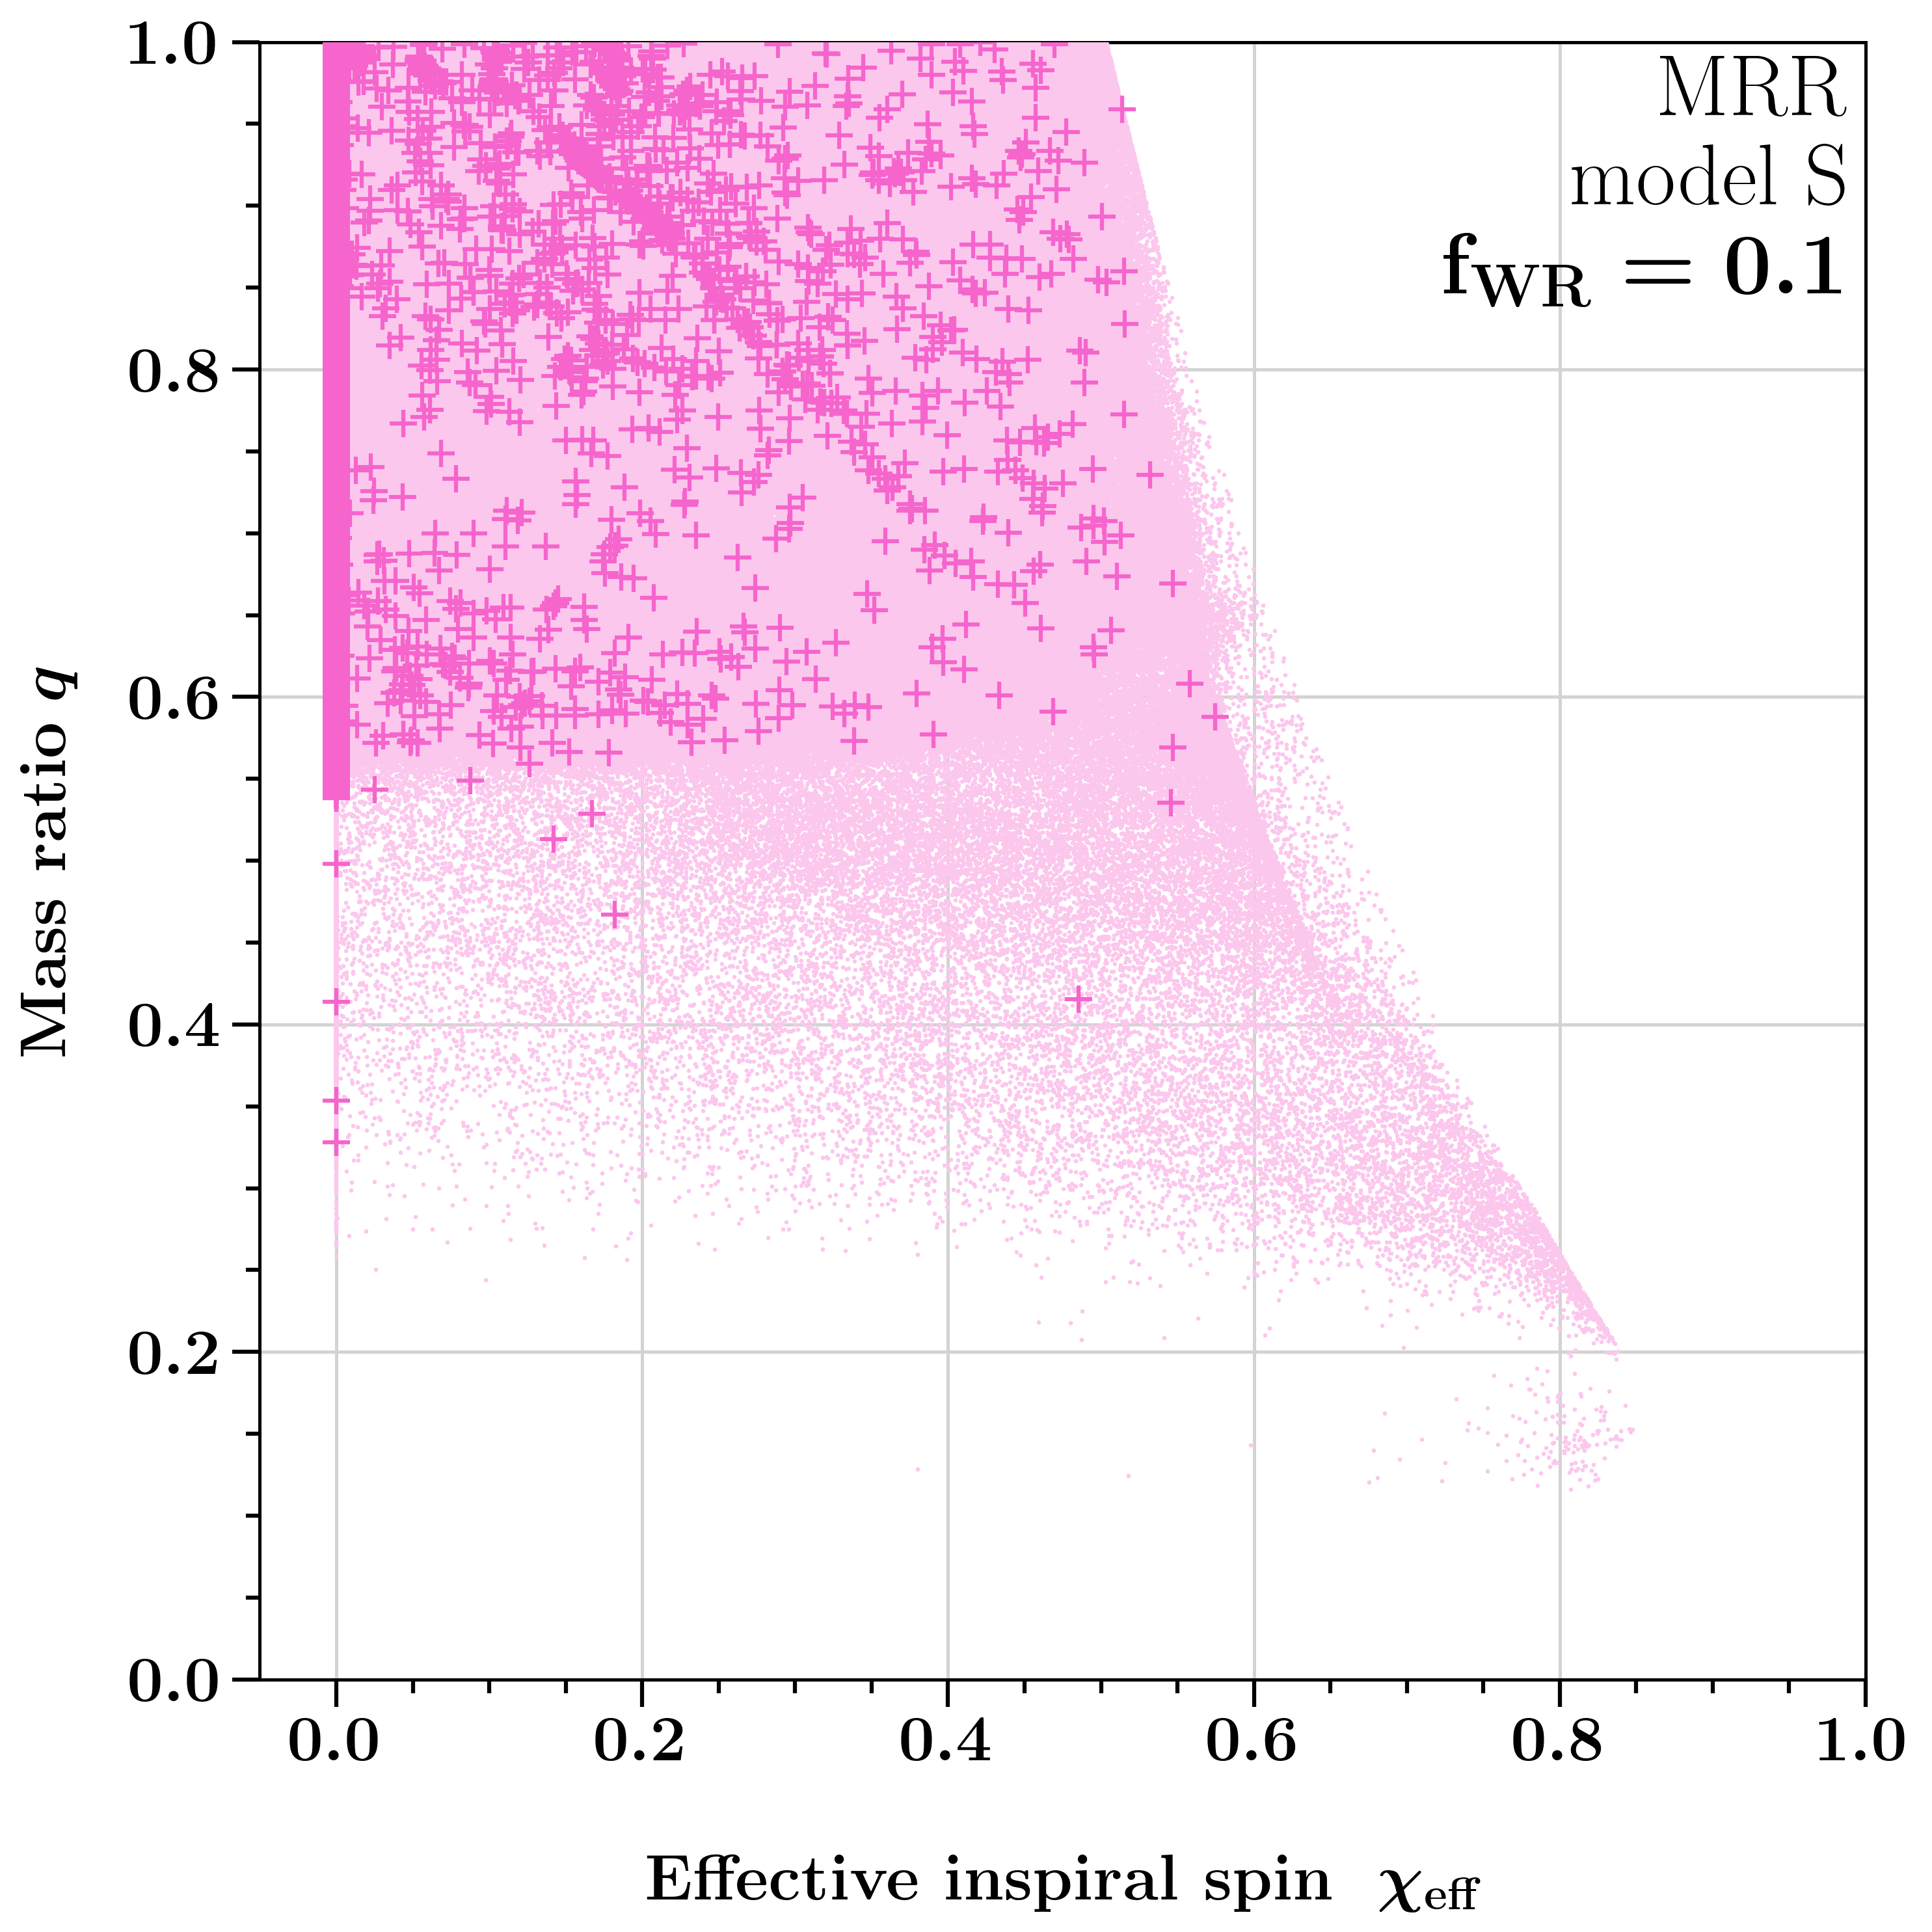 MRR
model S
f_WR = 0.1
1.0
0.8
0.6
0.4
0.2
0.0
Mass ratio q
0.0 0.2 0.4 0.6 0.8 1.0
Effective inspiral spin χ_eff